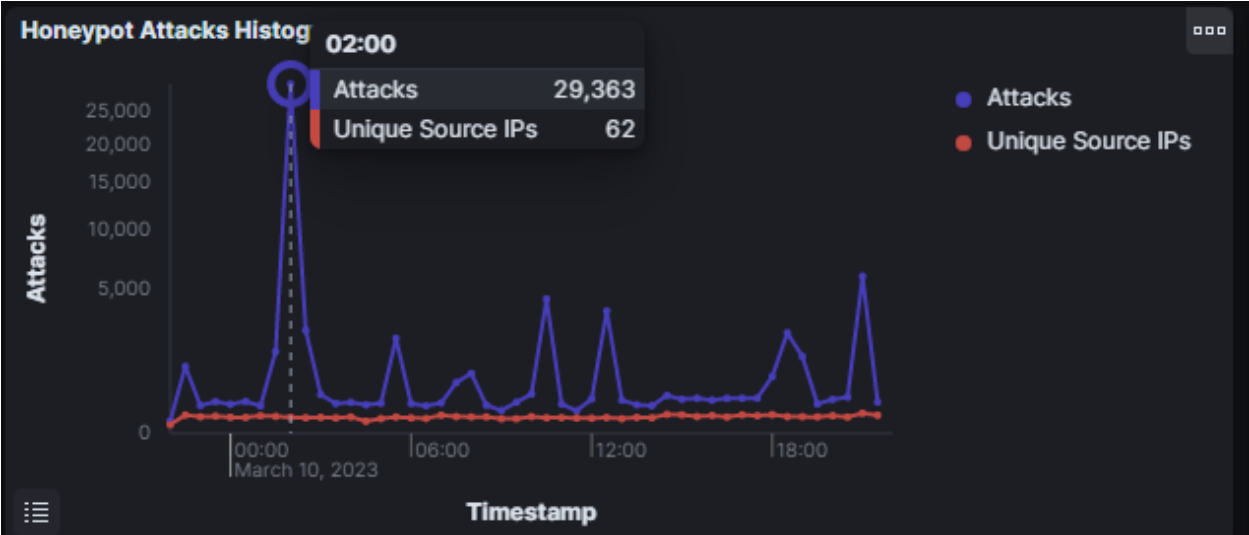 Honeypot Attacks Histog
02:00
Attacks 29,363
Unique Source IPs 62
Attacks
Unique Source IPs
25,000
20,000
15,000
10,000
5,000
0
Attacks
00:00
March 10, 2023
06:00
12:00
18:00
Timestamp